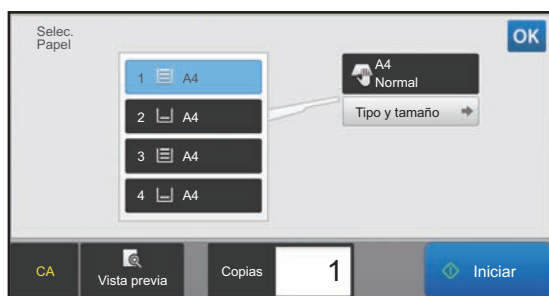 Selec.
Papel
OK
1 A4
2 A4
3 A4
4 A4
A4
Normal
Tipo y tamaño
CA
Vista previa
Copias
1
Iniciar